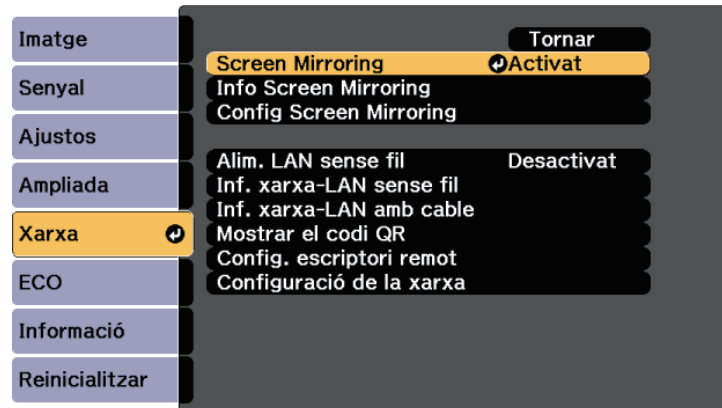 Imatge
Senyal
Ajustos
Ampliada
Xarxa
ECO
Informació
Reinicialitzar
Tornar
Screen Mirroring Activat
Info Screen Mirroring
Config Screen Mirroring
Alim. LAN sense fil Desactivat
Inf. xarxa-LAN sense fil
Inf. xarxa-LAN amb cable
Mostrar el codi QR
Config. escriptori remot
Configuració de la xarxa